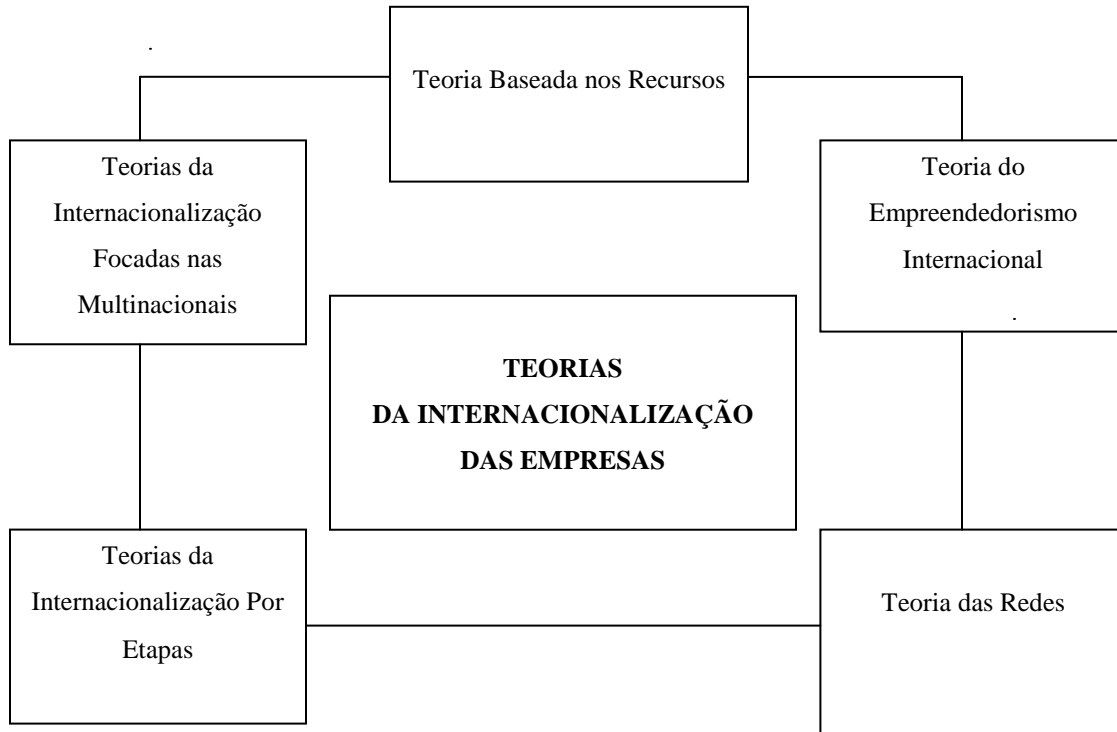 Teoria Baseada nos Recursos
Teorias da
Internacionalização
Focadas nas
Multinacionais
Teoria do
Empreendedorismo
Internacional
TEORIAS
DA INTERNACIONALIZAÇÃO
DAS EMPRESAS
Teorias da
Internacionalização Por
Etapas
Teoria das Redes